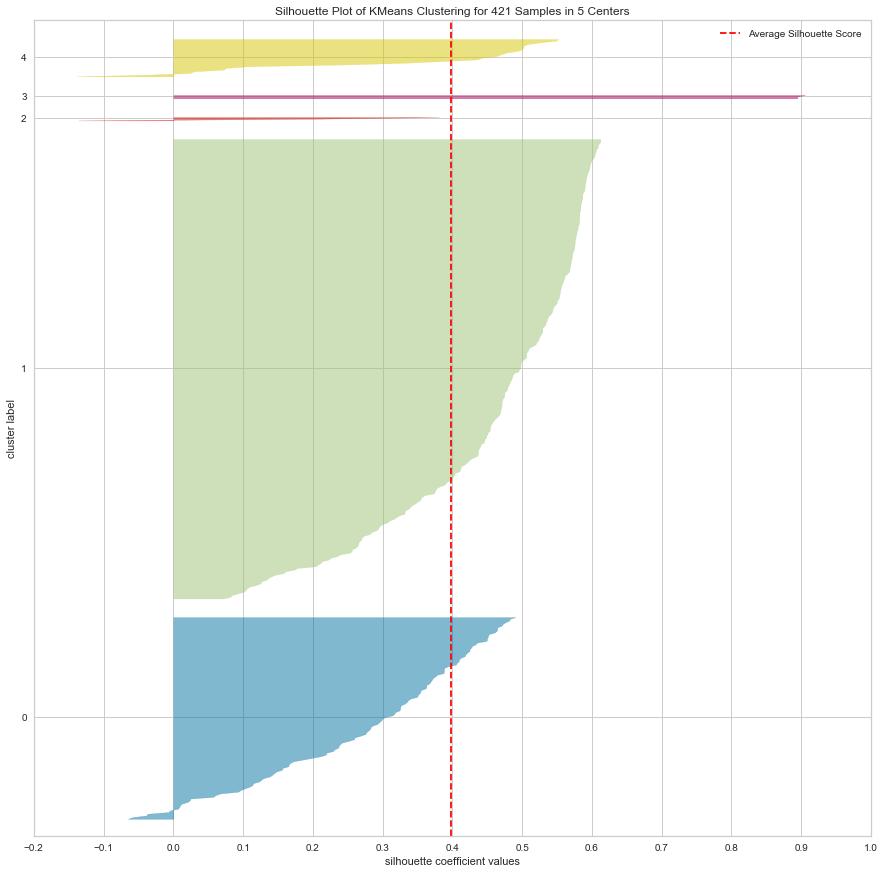 Silhouette Plot of KMeans Clustering for 421 Samples in 5 Centers
Average Silhouette Score
4
3
2
1
0
cluster label
−0.2 −0.1 0.0 0.1 0.2 0.3 0.4 0.5 0.6 0.7 0.8 0.9 1.0
silhouette coefficient values